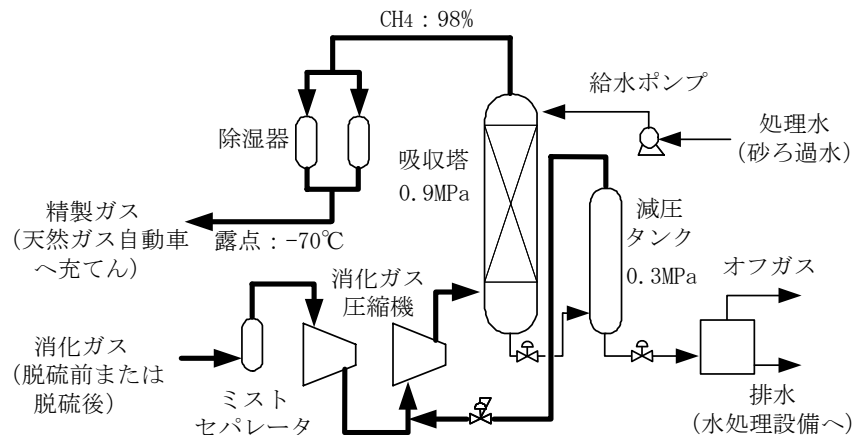 CH4：98%
給水ポンプ
除湿器
吸収塔
0.9MPa
処理水
(砂ろ過水)
精製ガス
(天然ガス自動車
へ充てん)
露点：-70℃
減圧
タンク
0.3MPa
消化ガス
圧縮機
オフガス
消化ガス
(脱硫前または
脱硫後)
ミスト
セパレータ
排水
(水処理設備へ)